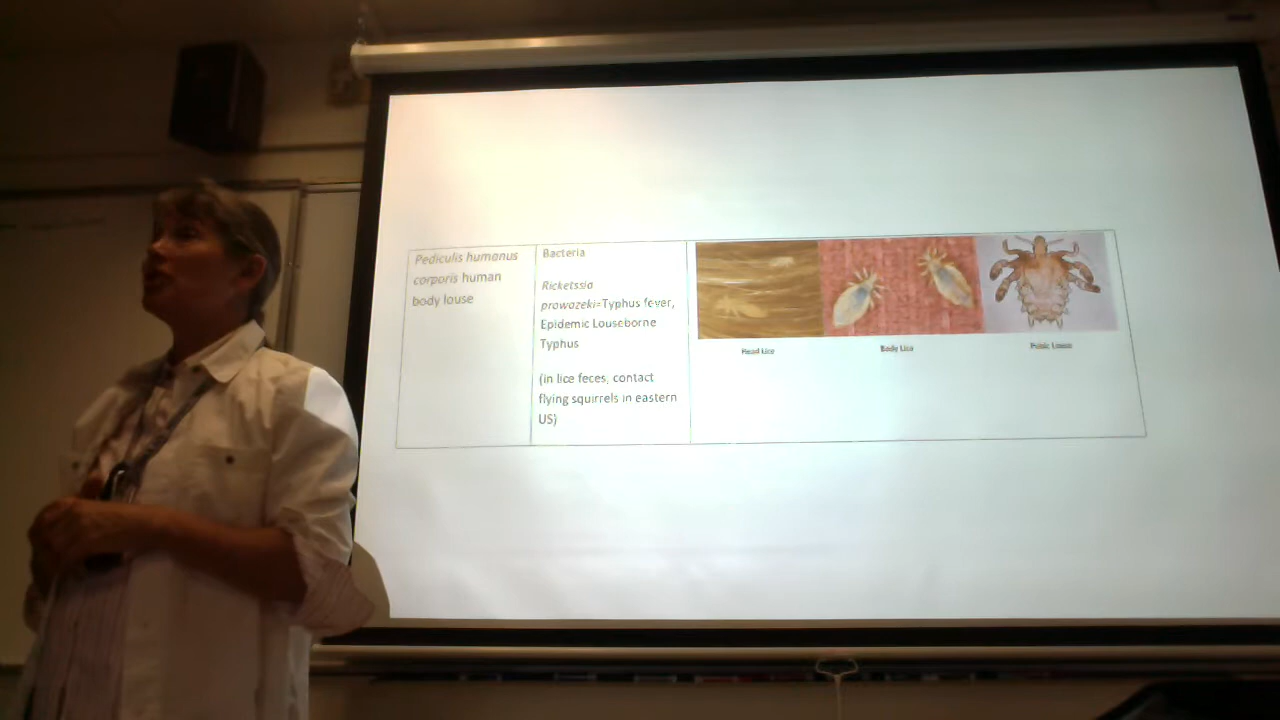 Pediculis humanus
corporis human
body louse
Bacteria
Ricketssia
prowazeki=Typhus fever,
Epidemic Louseborne
Typhus
(in lice feces, contact
flying squirrels in eastern
US)
Head Lice
Body Lice
Pubic Louse